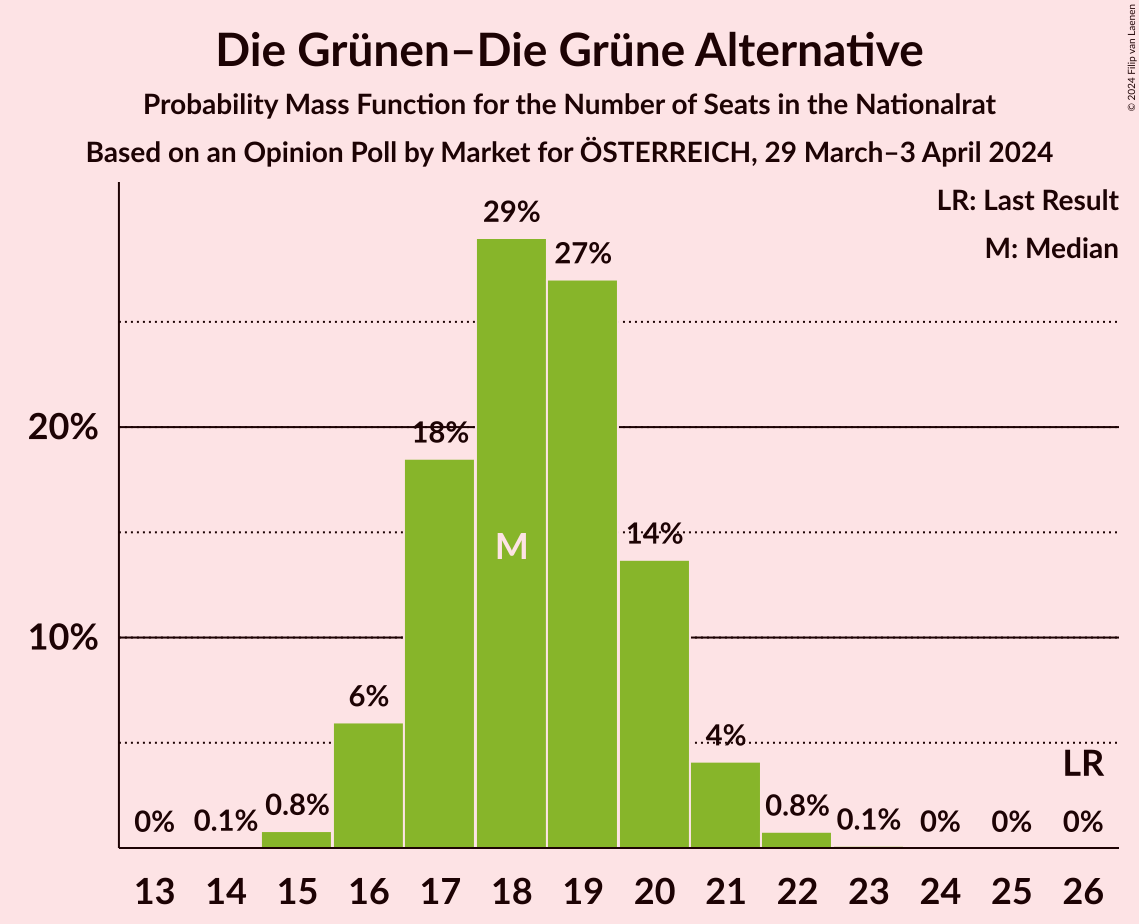 Die Grünen–Die Grüne Alternative
Probability Mass Function for the Number of Seats in the Nationalrat
Based on an Opinion Poll by Market for ÖSTERREICH, 29 March–3 April 2024
© 2024 Filip van Laenen
LR: Last Result
M: Median
29%
27%
20%
18%
14%
M
10%
6%
4%
LR
0% 0.1% 0.8% 0.8% 0.1% 0% 0% 0%
13 14 15 16 17 18 19 20 21 22 23 24 25 26